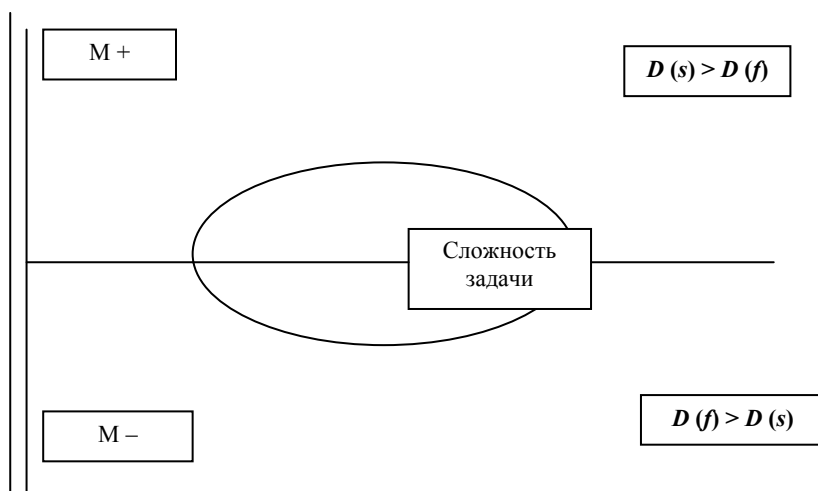 М +
D (s) > D (f)
Сложность
задачи
М –
D (f) > D (s)